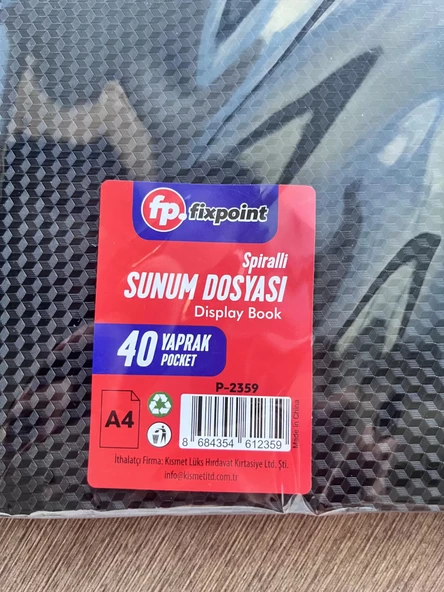 fp. fixpoint
Spiralli
SUNUM DOSYASI
Display Book
40 YAPRAK
POCKET
P-2359
A4
8 684354 612359
Made in China
İthalatçı Firma: Kısmet Lüks Hırdavat Kırtasiye Ltd. Şti.
info@kismetltd.com.tr